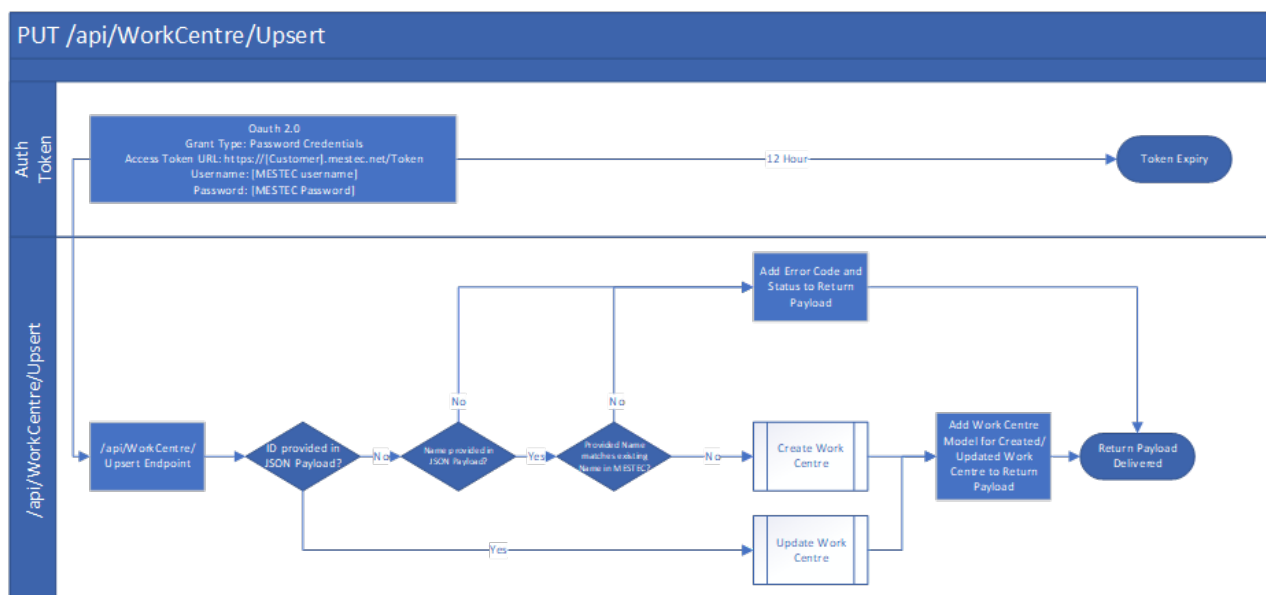 PUT /api/WorkCentre/Upsert
Auth
Token
Oauth 2.0
Grant Type: Password Credentials
Access Token URL: https://[Customer].mestec.net/Token
Username: [MESTEC username]
Password: [MESTEC Password]
12 Hour
Token Expiry
/api/WorkCentre/Upsert
Add Error Code and
Status to Return
Payload
No
No
/api/WorkCentre/
Upsert Endpoint
ID provided in
JSON Payload?
No
Name provided in
JSON Payload?
Yes
Provided Name
matches existing
Name in MESTEC?
No
Create Work
Centre
Add Work Centre
Model for Created/
Updated Work
Centre to Return
Payload
Return Payload
Delivered
Yes
Update Work
Centre